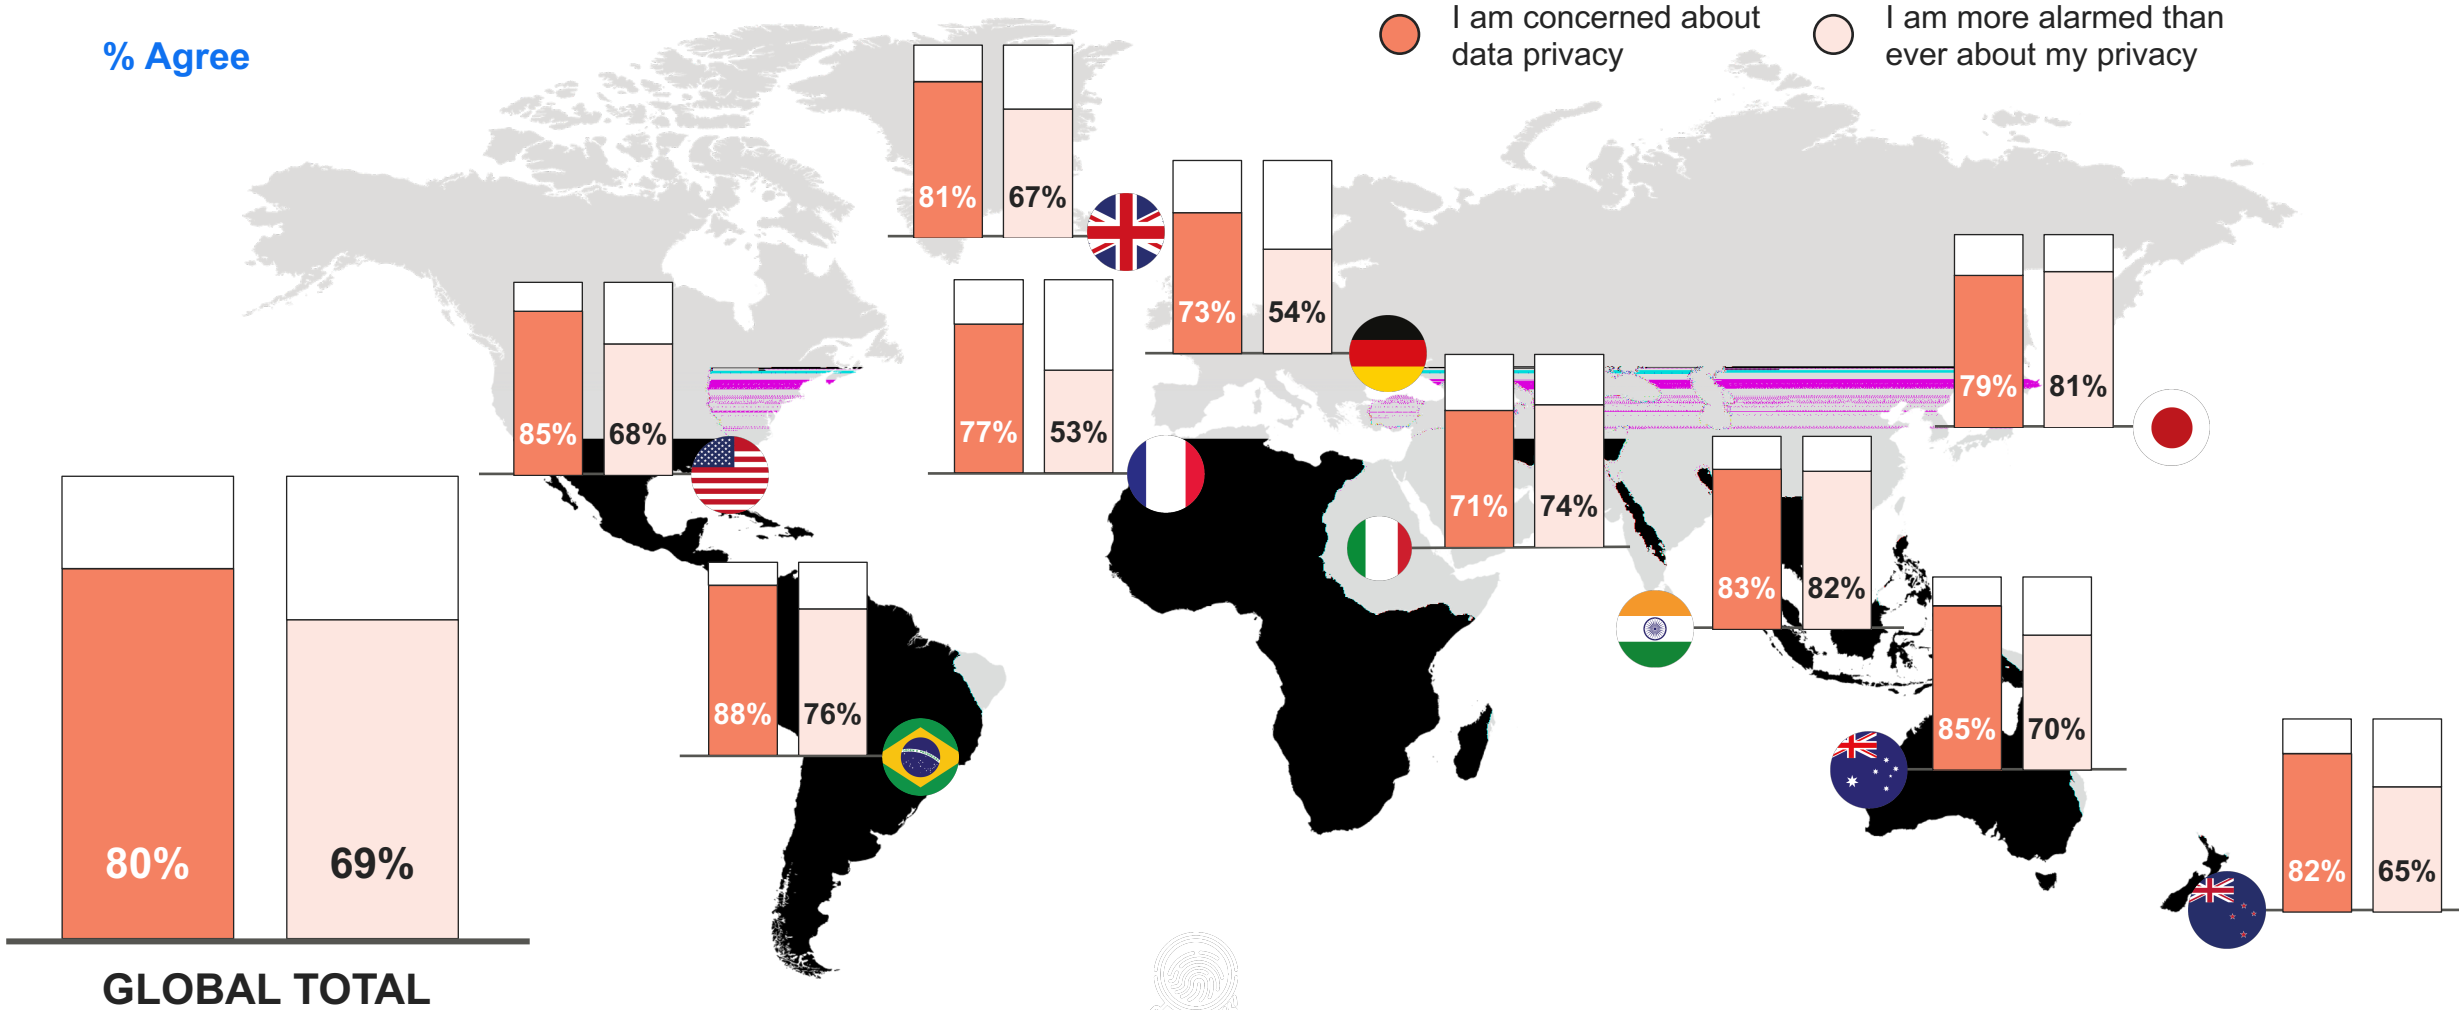 % Agree
I am concerned about
data privacy
I am more alarmed than
ever about my privacy
81% 67%
73% 54%
79% 81%
85% 68%
77% 53%
71% 74%
83% 82%
88% 76%
85% 70%
80% 69%
82% 65%
GLOBAL TOTAL